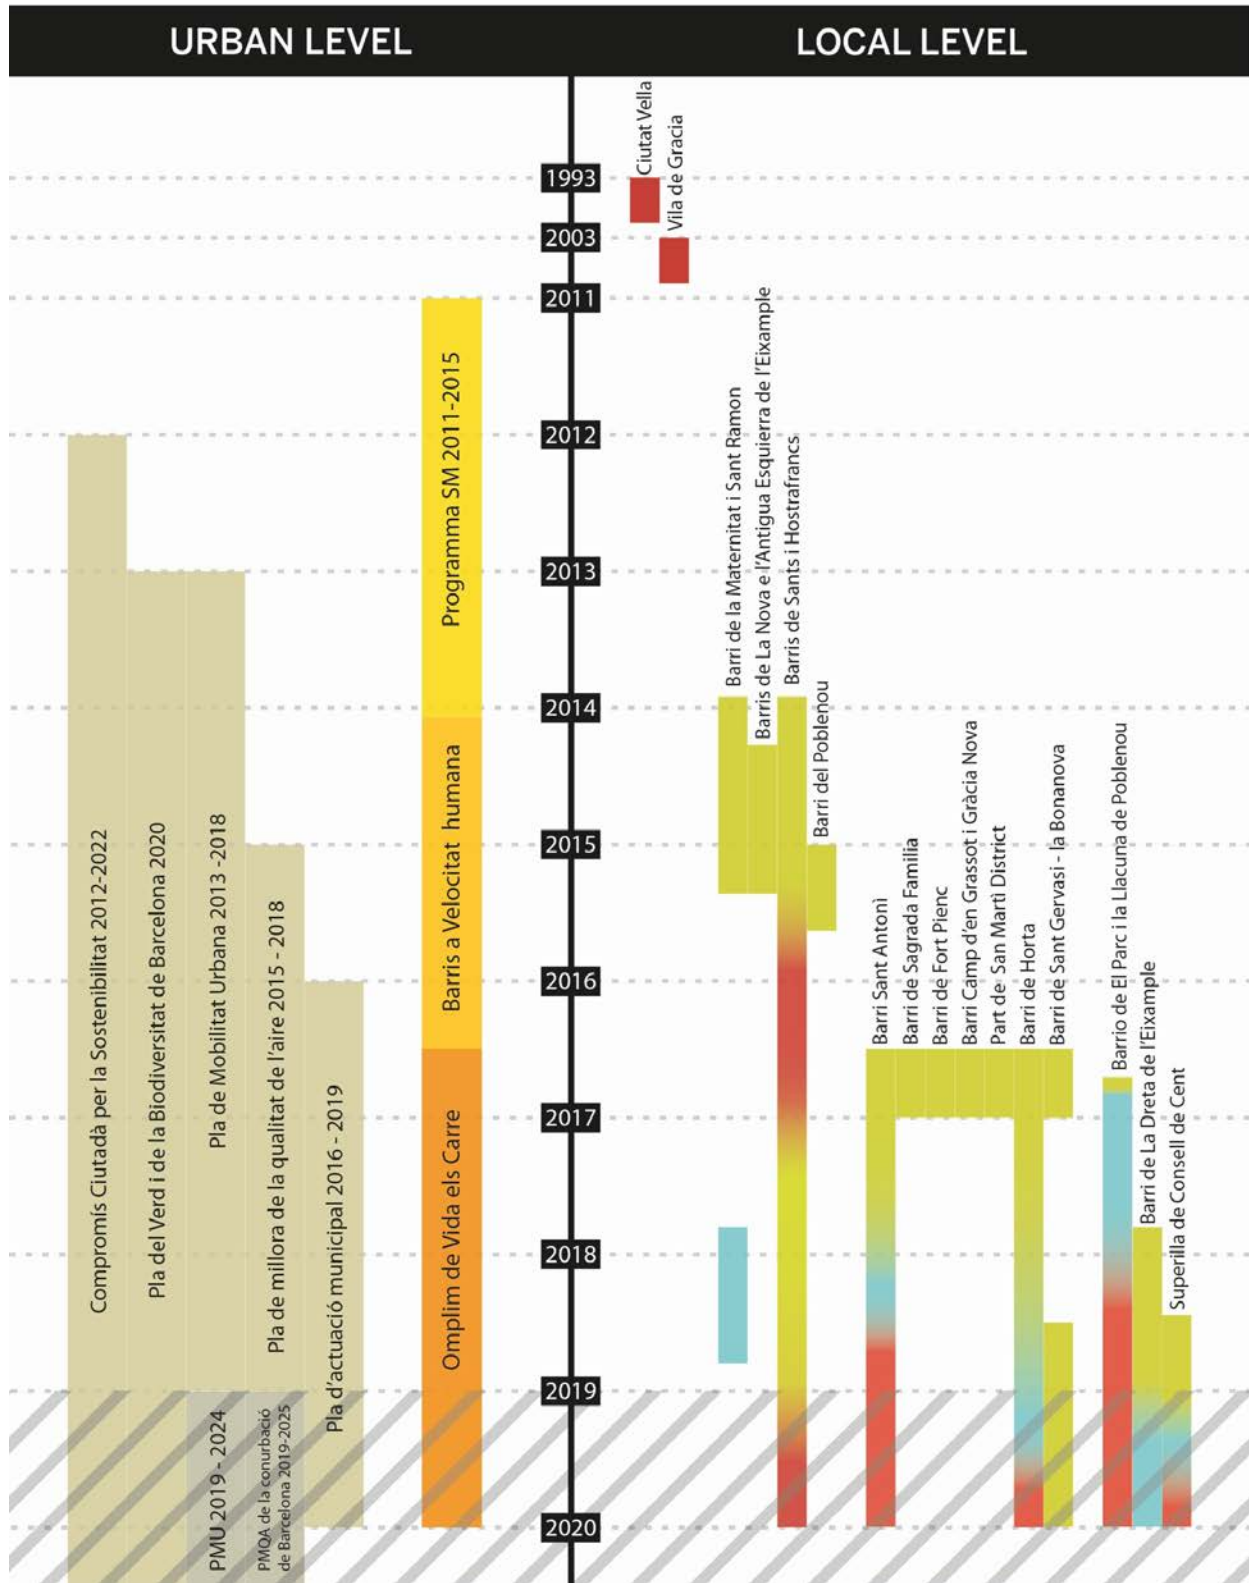 URBAN LEVEL
LOCAL LEVEL
1993
2003
2011
2012
2013
2014
2015
2016
2017
2018
2019
2020
Compromís Ciutadà per la Sostenibilitat 2012-2022
Pla del Verd i de la Biodiversitat de Barcelona 2020
Pla de Mobilitat Urbana 2013 -2018
PMU 2019 - 2024
Pla de millora de la qualitat de l'aire 2015 - 2018
PMQA de la conurbació
de Barcelona 2019-2025
Pla d'actuació municipal 2016 - 2019
Programma SM 2011-2015
Barris a Velocitat humana
Omplim de Vida els Carre
Ciutat Vella
Vila de Gracia
Barri de la Maternitat i Sant Ramon
Barris de La Nova e l'Antigua Esquierra de l'Eixample
Barris de Sants i Hostrafrancs
Barri del Poblenou
Barri Sant Antonì
Barri de Sagrada Familia
Barri de Fort Pienc
Barri Camp d'en Grassot i Gràcia Nova
Part de San Martì District
Barri de Horta
Barri de Sant Gervasi - la Bonanova
Barrio de El Parc i la Llacuna de Poblenou
Barri de La Dreta de l'Eixample
Superilla de Consell de Cent